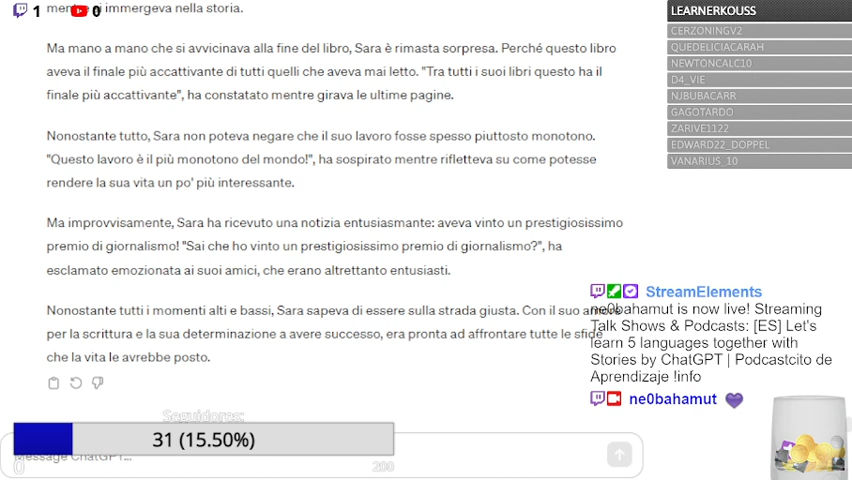 1
0
mentre si immergeva nella storia.
Ma mano a mano che si avvicinava alla fine del libro, Sara è rimasta sorpresa. Perché questo libro
aveva il finale più accattivante di tutti quelli che aveva mai letto. "Tra tutti i suoi libri questo ha il
finale più accattivante", ha constatato mentre girava le ultime pagine.
Nonostante tutto, Sara non poteva negare che il suo lavoro fosse spesso piuttosto monotono.
"Questo lavoro è il più monotono del mondo!", ha sospirato mentre rifletteva su come potesse
rendere la sua vita un po' più interessante.
Ma improvvisamente, Sara ha ricevuto una notizia entusiasmante: aveva vinto un prestigiosissimo
premio di giornalismo! "Sai che ho vinto un prestigiosissimo premio di giornalismo?", ha
esclamato emozionata ai suoi amici, che erano altrettanto entusiasti.
Nonostante tutti i momenti alti e bassi, Sara sapeva di essere sulla strada giusta. Con il suo amore
per la scrittura e la sua determinazione a avere successo, era pronta ad affrontare tutte le sfide
che la vita le avrebbe posto.
Seguidores:
31 (15.50%)
Message ChatGPT...
0
200
LEARNERKOUSS
CERZONINGV2
QUEDELICIACARAH
NEWTONCALC10
D4_VIE
NJBUBACARR
GAGOTARDO
ZARIVE1122
EDWARD22_DOPPEL
VANARIUS_10
StreamElements
ne0bahamut is now live! Streaming
Talk Shows & Podcasts: [ES] Let's
learn 5 languages together with
Stories by ChatGPT | Podcastcito de
Aprendizaje !info
ne0bahamut